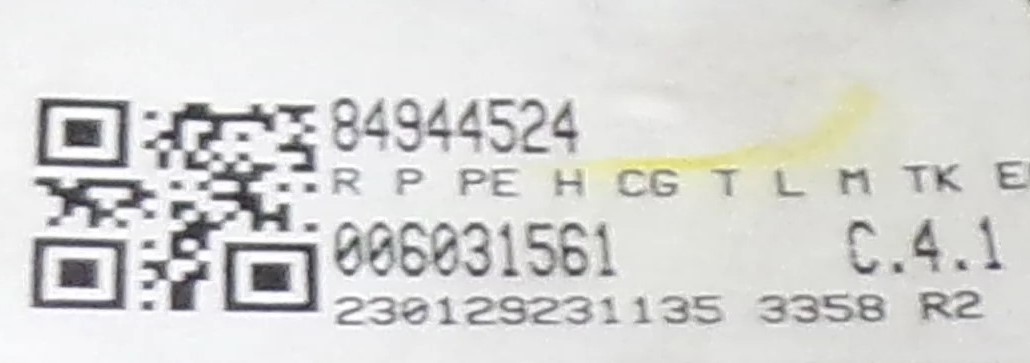 84944524
R P PE H CG T L M TK E
006031561 C.4.1
230129231135 3358 R2